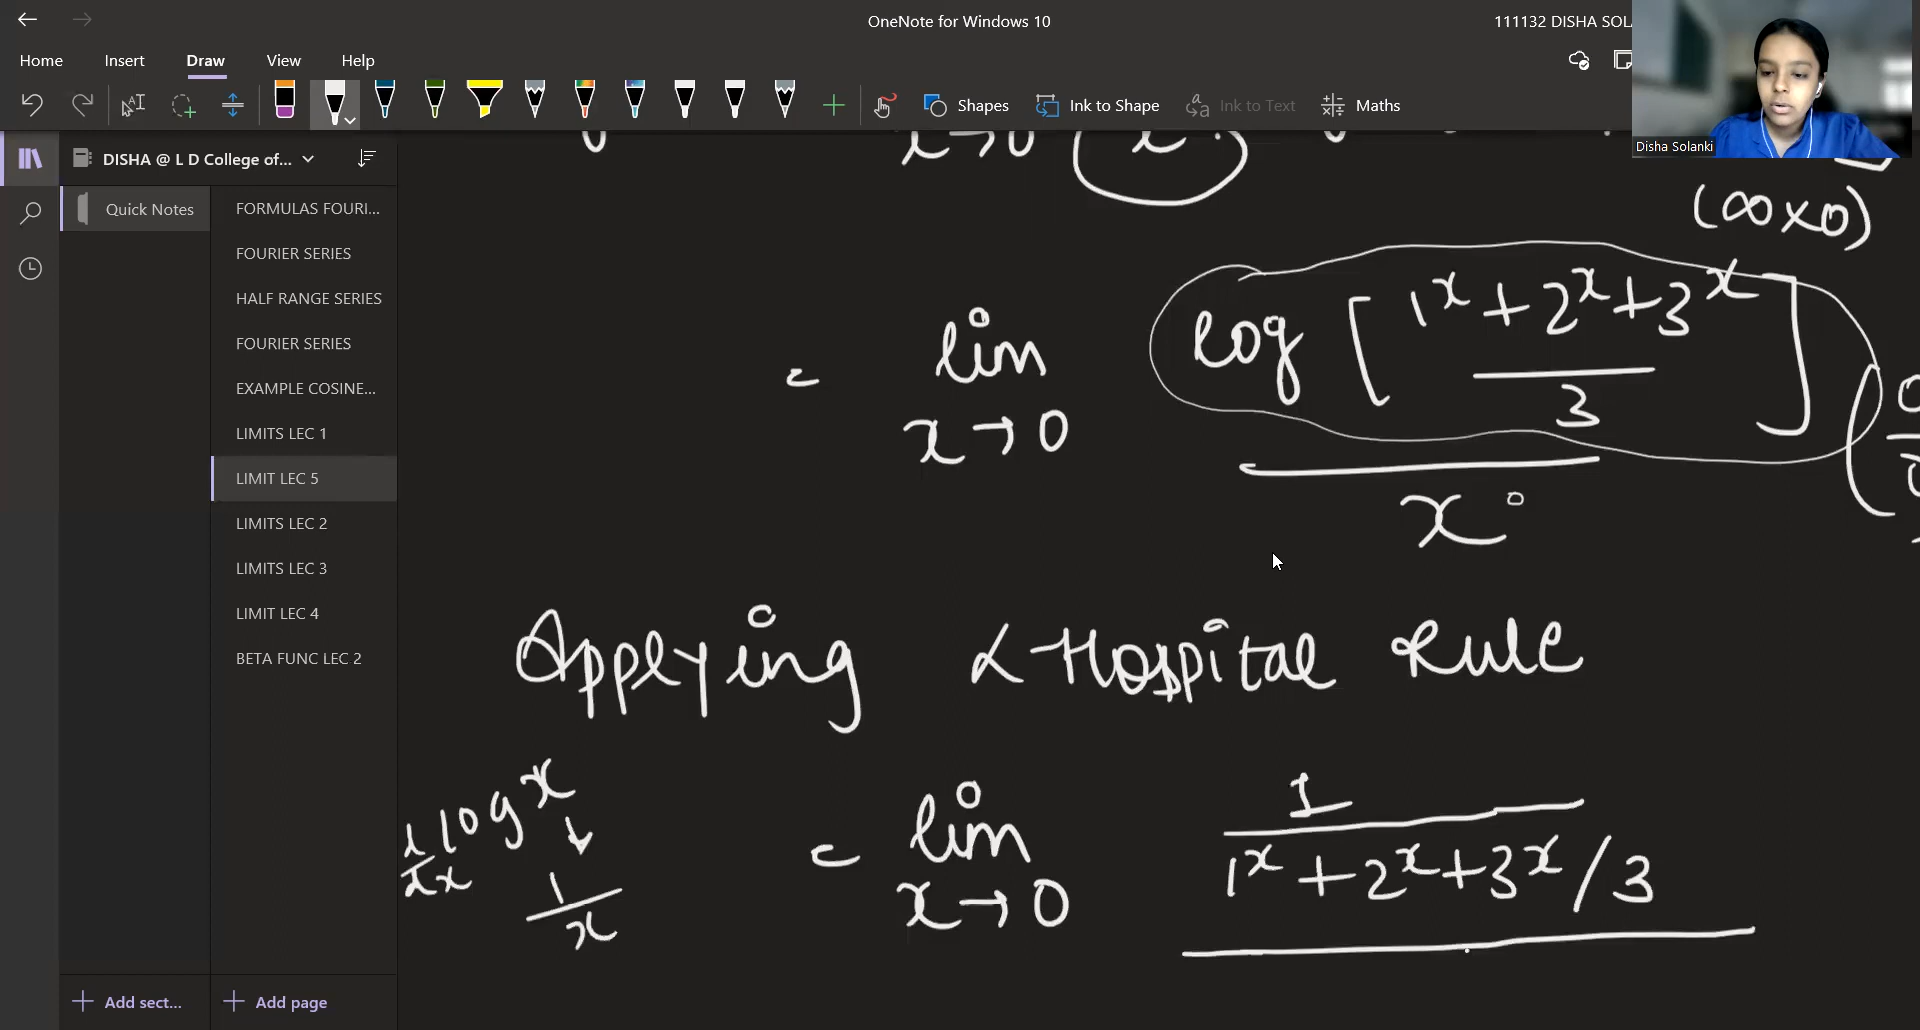 OneNote for Windows 10
111132 DISHA SOL
Home Insert Draw View Help
Shapes Ink to Shape Ink to Text Maths
Disha Solanki
DISHA @ L D College of...
Quick Notes
FORMULAS FOURI...
FOURIER SERIES
HALF RANGE SERIES
FOURIER SERIES
EXAMPLE COSINE...
LIMITS LEC 1
LIMIT LEC 5
LIMITS LEC 2
LIMITS LEC 3
LIMIT LEC 4
BETA FUNC LEC 2
Add sect...
Add page
x→0
(∞×0)
= lim x→0 log [ 1^x + 2^x + 3^x / 3 ] / x
Applying L-Hospital Rule
d/dx log x
1/x
= lim x→0 1 / 1^x + 2^x + 3^x / 3